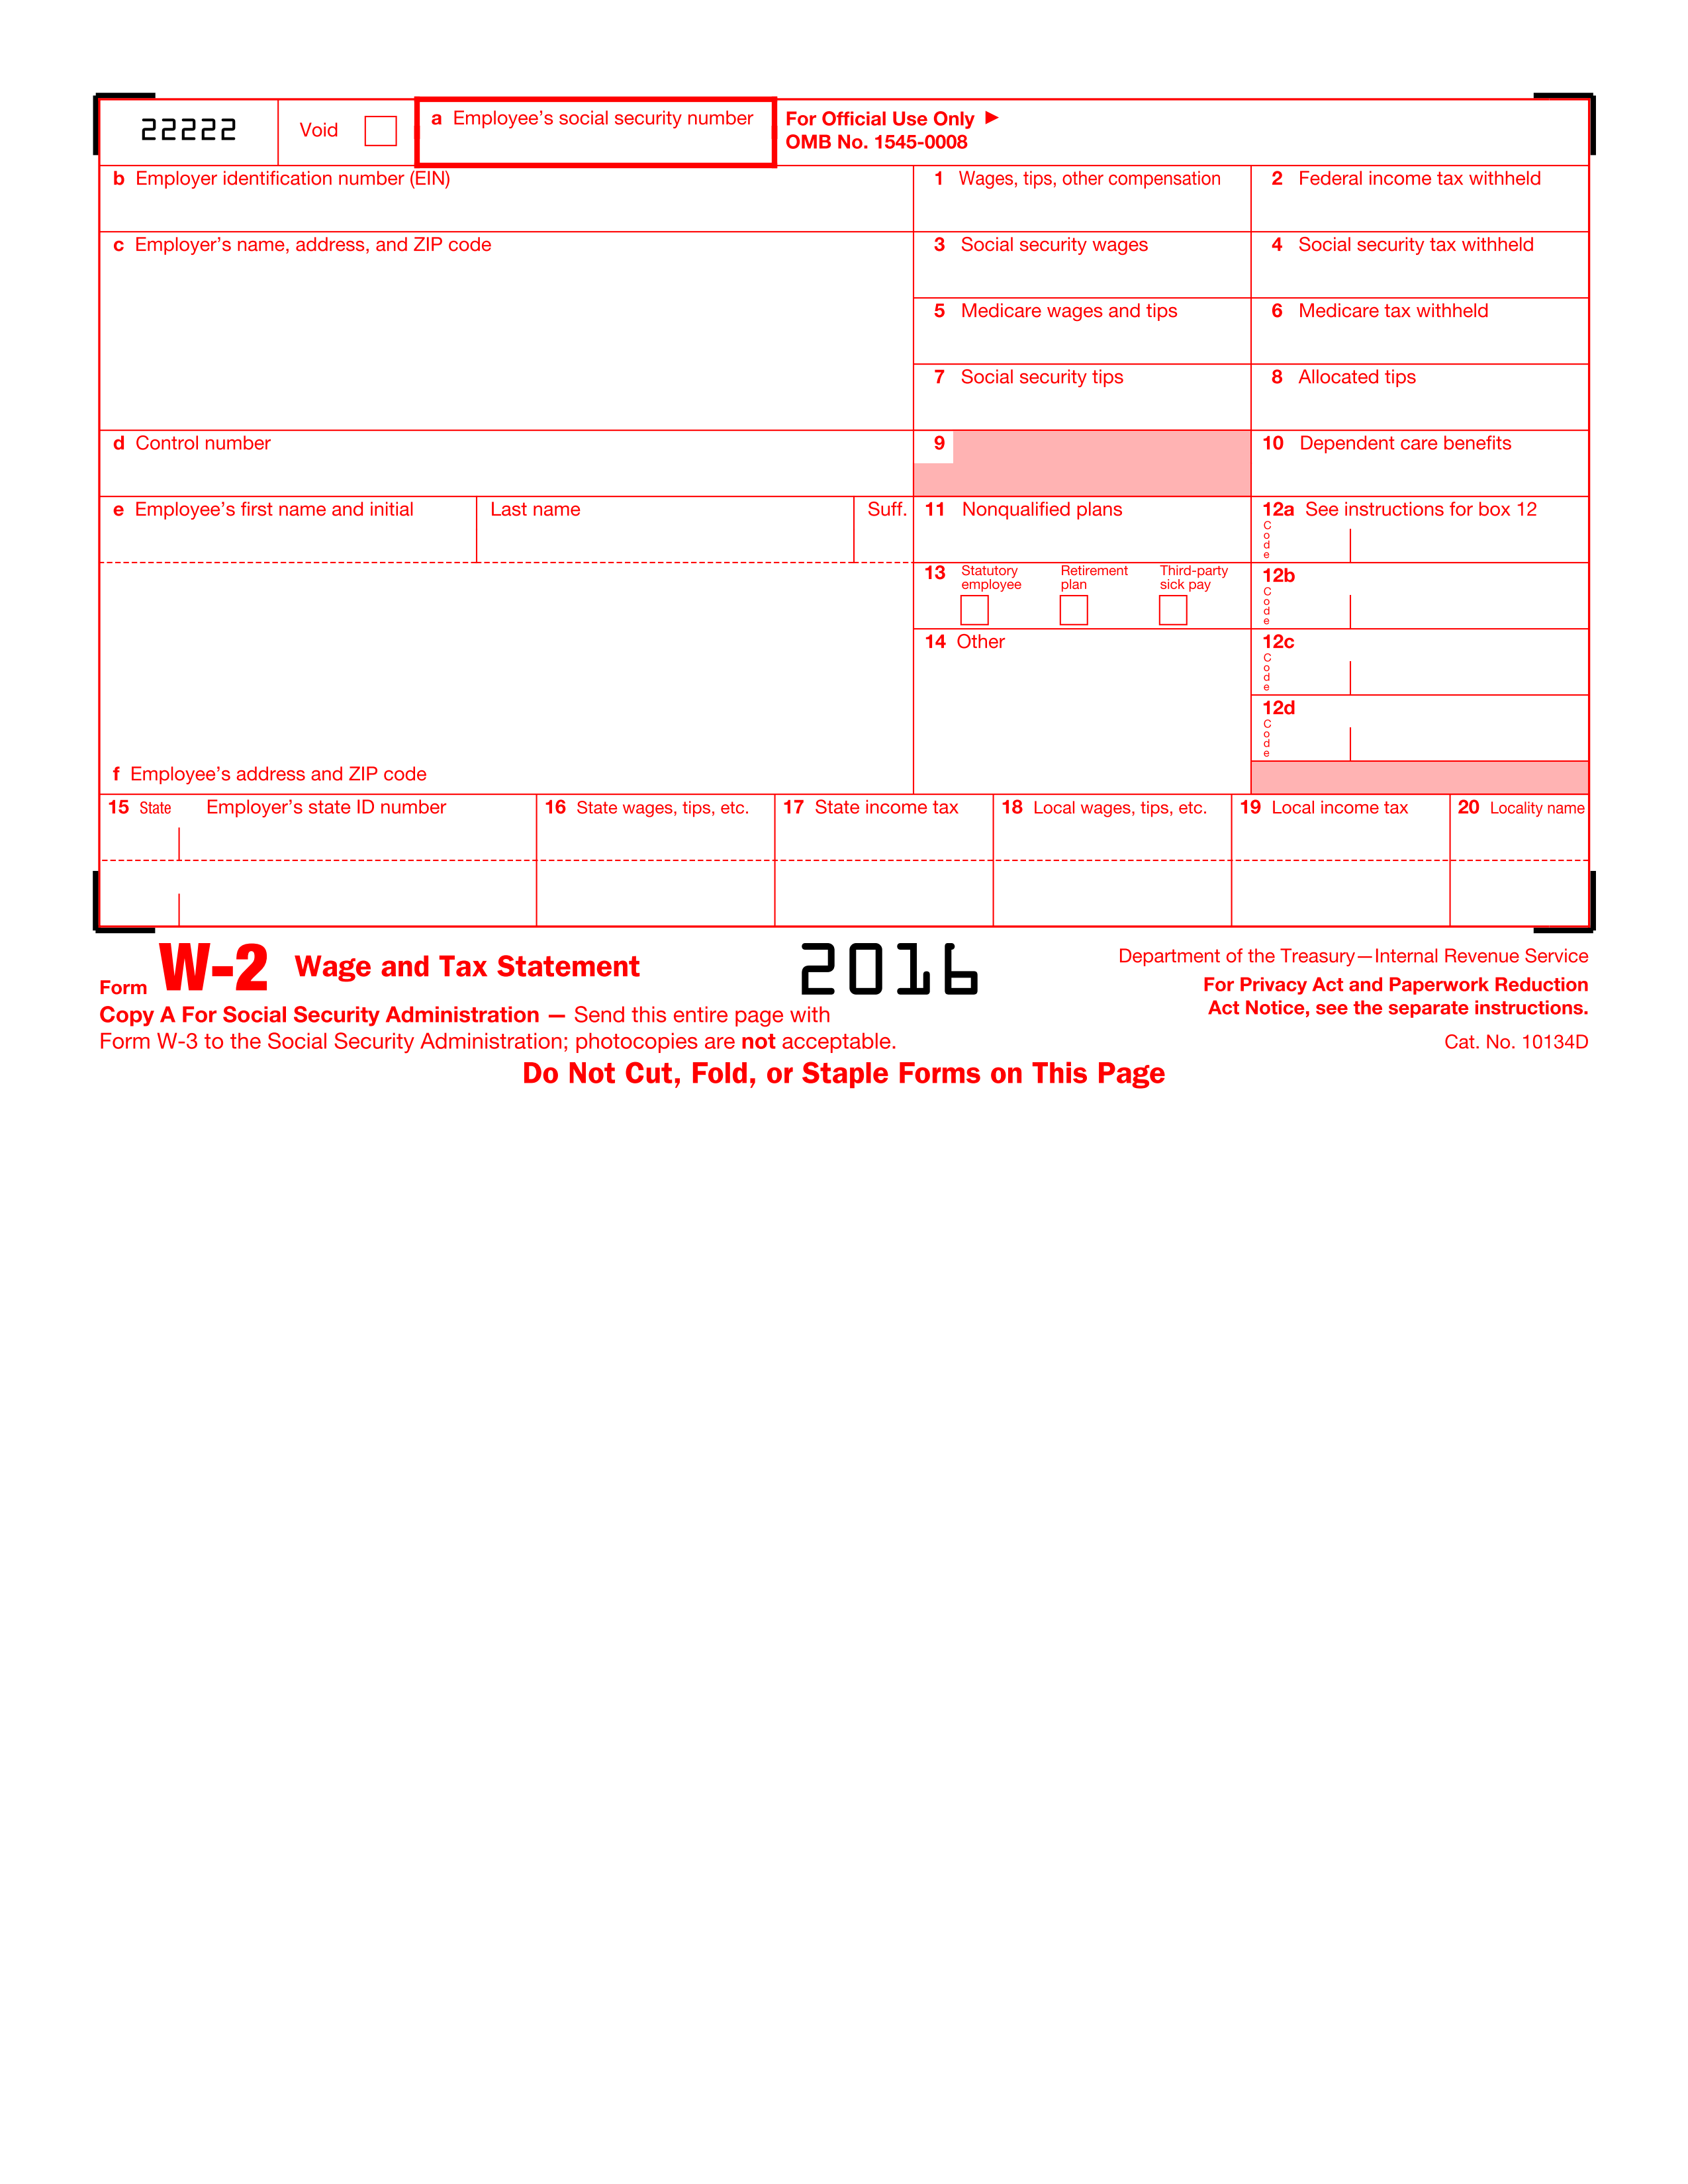 22222 Void a Employee's social security number For Official Use Only ►
OMB No. 1545-0008
b Employer identification number (EIN) 1 Wages, tips, other compensation 2 Federal income tax withheld
c Employer's name, address, and ZIP code 3 Social security wages 4 Social security tax withheld
5 Medicare wages and tips 6 Medicare tax withheld
7 Social security tips 8 Allocated tips
d Control number 9 10 Dependent care benefits
e Employee's first name and initial Last name Suff. 11 Nonqualified plans 12a See instructions for box 12
Code
13 Statutory employee Retirement plan Third-party sick pay 12b
Code
14 Other 12c
Code
12d
Code
f Employee's address and ZIP code
15 State Employer's state ID number 16 State wages, tips, etc. 17 State income tax 18 Local wages, tips, etc. 19 Local income tax 20 Locality name
Form W-2 Wage and Tax Statement 2016 Department of the Treasury—Internal Revenue Service
For Privacy Act and Paperwork Reduction
Act Notice, see the separate instructions.
Copy A For Social Security Administration — Send this entire page with
Form W-3 to the Social Security Administration; photocopies are not acceptable. Cat. No. 10134D
Do Not Cut, Fold, or Staple Forms on This Page